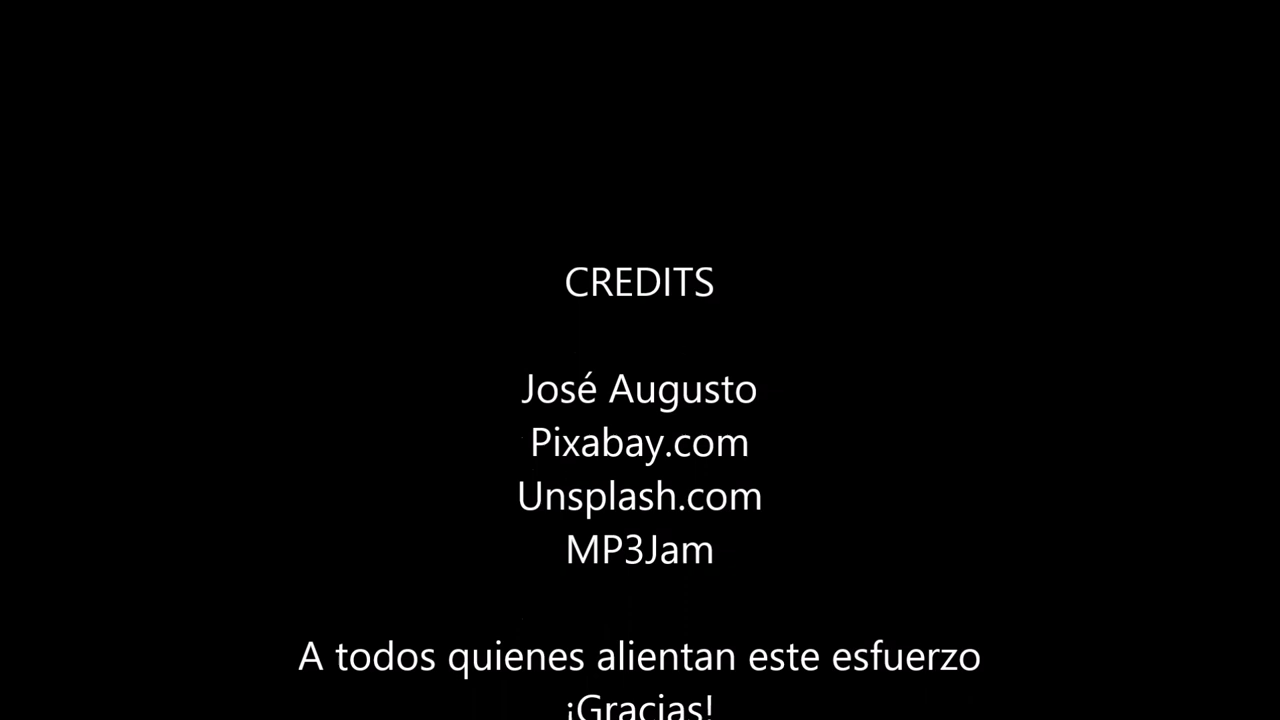 CREDITS
José Augusto
Pixabay.com
Unsplash.com
MP3Jam
A todos quienes alientan este esfuerzo
¡Gracias!